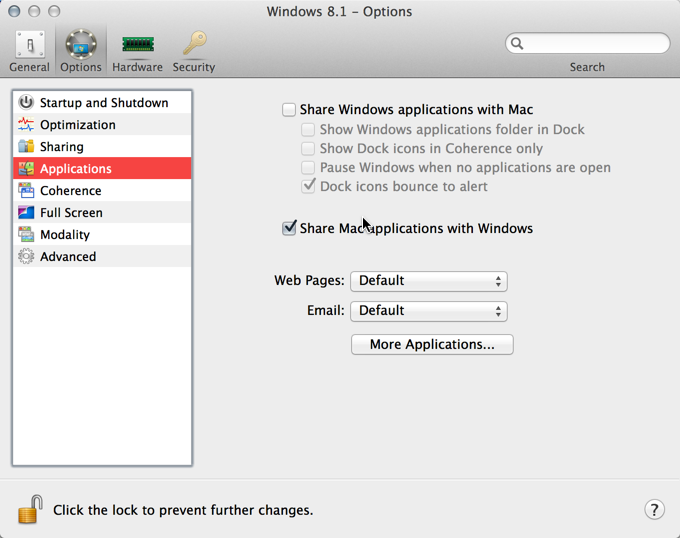 Windows 8.1 – Options
General
Options
Hardware
Security
Search
Startup and Shutdown
Optimization
Sharing
Applications
Coherence
Full Screen
Modality
Advanced
Share Windows applications with Mac
Show Windows applications folder in Dock
Show Dock icons in Coherence only
Pause Windows when no applications are open
Dock icons bounce to alert
Share Mac applications with Windows
Web Pages: Default
Email: Default
More Applications...
Click the lock to prevent further changes.
?